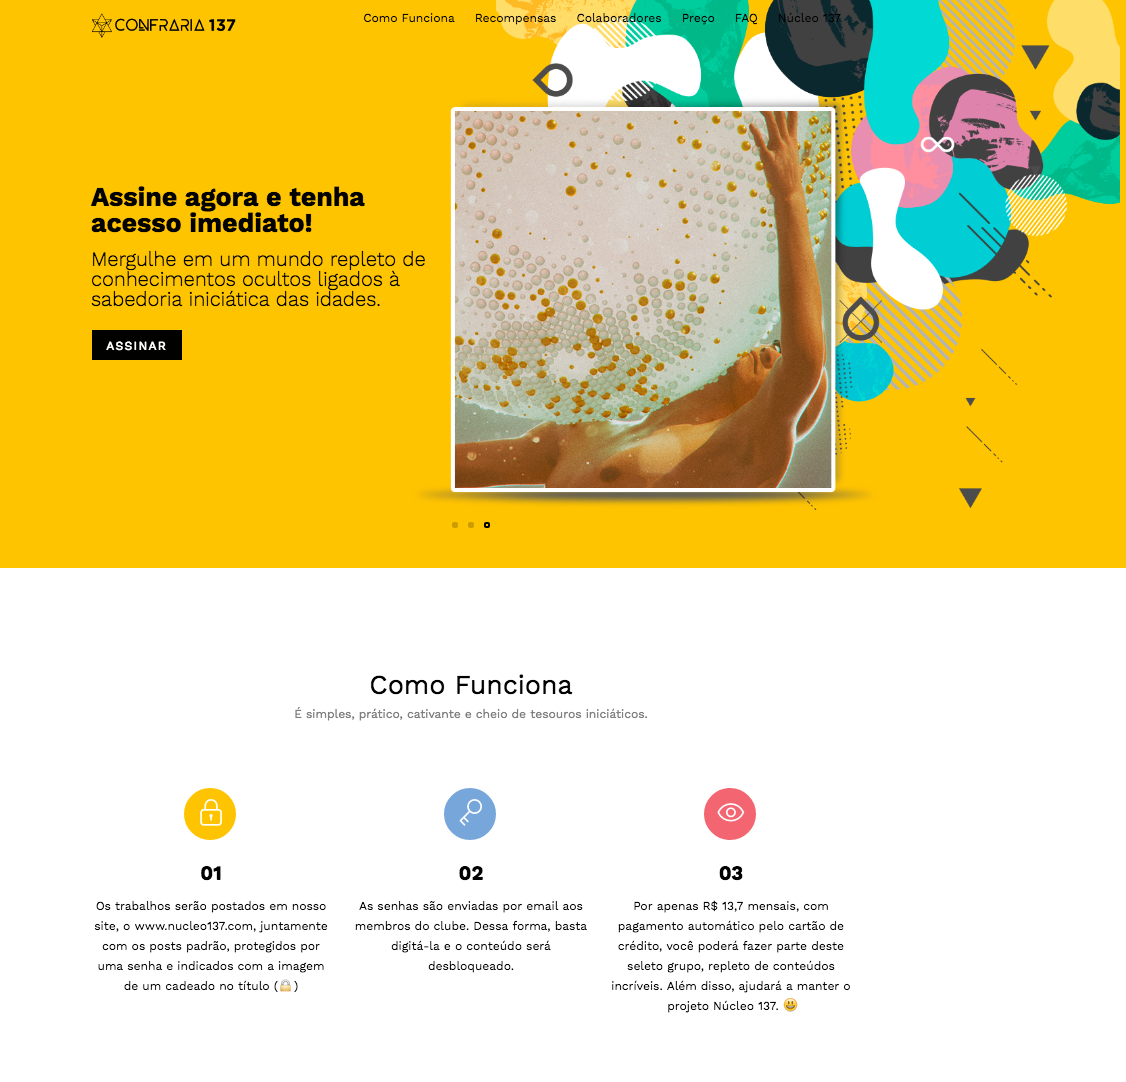 CONFRARIA 137
Como Funciona Recompensas Colaboradores Preço FAQ Núcleo 137
Assine agora e tenha
acesso imediato!
Mergulhe em um mundo repleto de
conhecimentos ocultos ligados à
sabedoria iniciática das idades.
ASSINAR
Como Funciona
É simples, prático, cativante e cheio de tesouros iniciáticos.
01
Os trabalhos serão postados em nosso
site, o www.nucleo137.com, juntamente
com os posts padrão, protegidos por
uma senha e indicados com a imagem
de um cadeado no título (🔒)
02
As senhas são enviadas por email aos
membros do clube. Dessa forma, basta
digitá-la e o conteúdo será
desbloqueado.
03
Por apenas R$ 13,7 mensais, com
pagamento automático pelo cartão de
crédito, você poderá fazer parte deste
seleto grupo, repleto de conteúdos
incríveis. Além disso, ajudará a manter o
projeto Núcleo 137. 😀